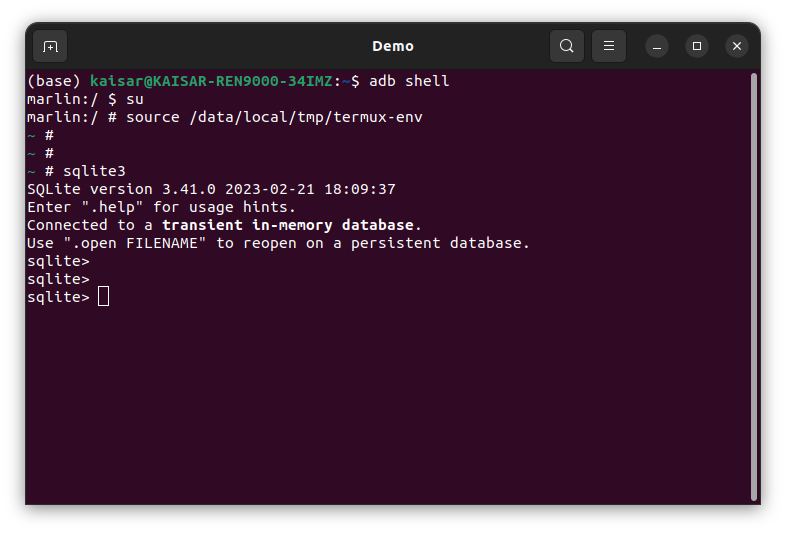 Demo
(base) kaisar@KAISAR-REN9000-34IMZ:~$ adb shell
marlin:/ $ su
marlin:/ # source /data/local/tmp/termux-env
~ #
~ #
~ # sqlite3
SQLite version 3.41.0 2023-02-21 18:09:37
Enter ".help" for usage hints.
Connected to a transient in-memory database.
Use ".open FILENAME" to reopen on a persistent database.
sqlite>
sqlite>
sqlite>